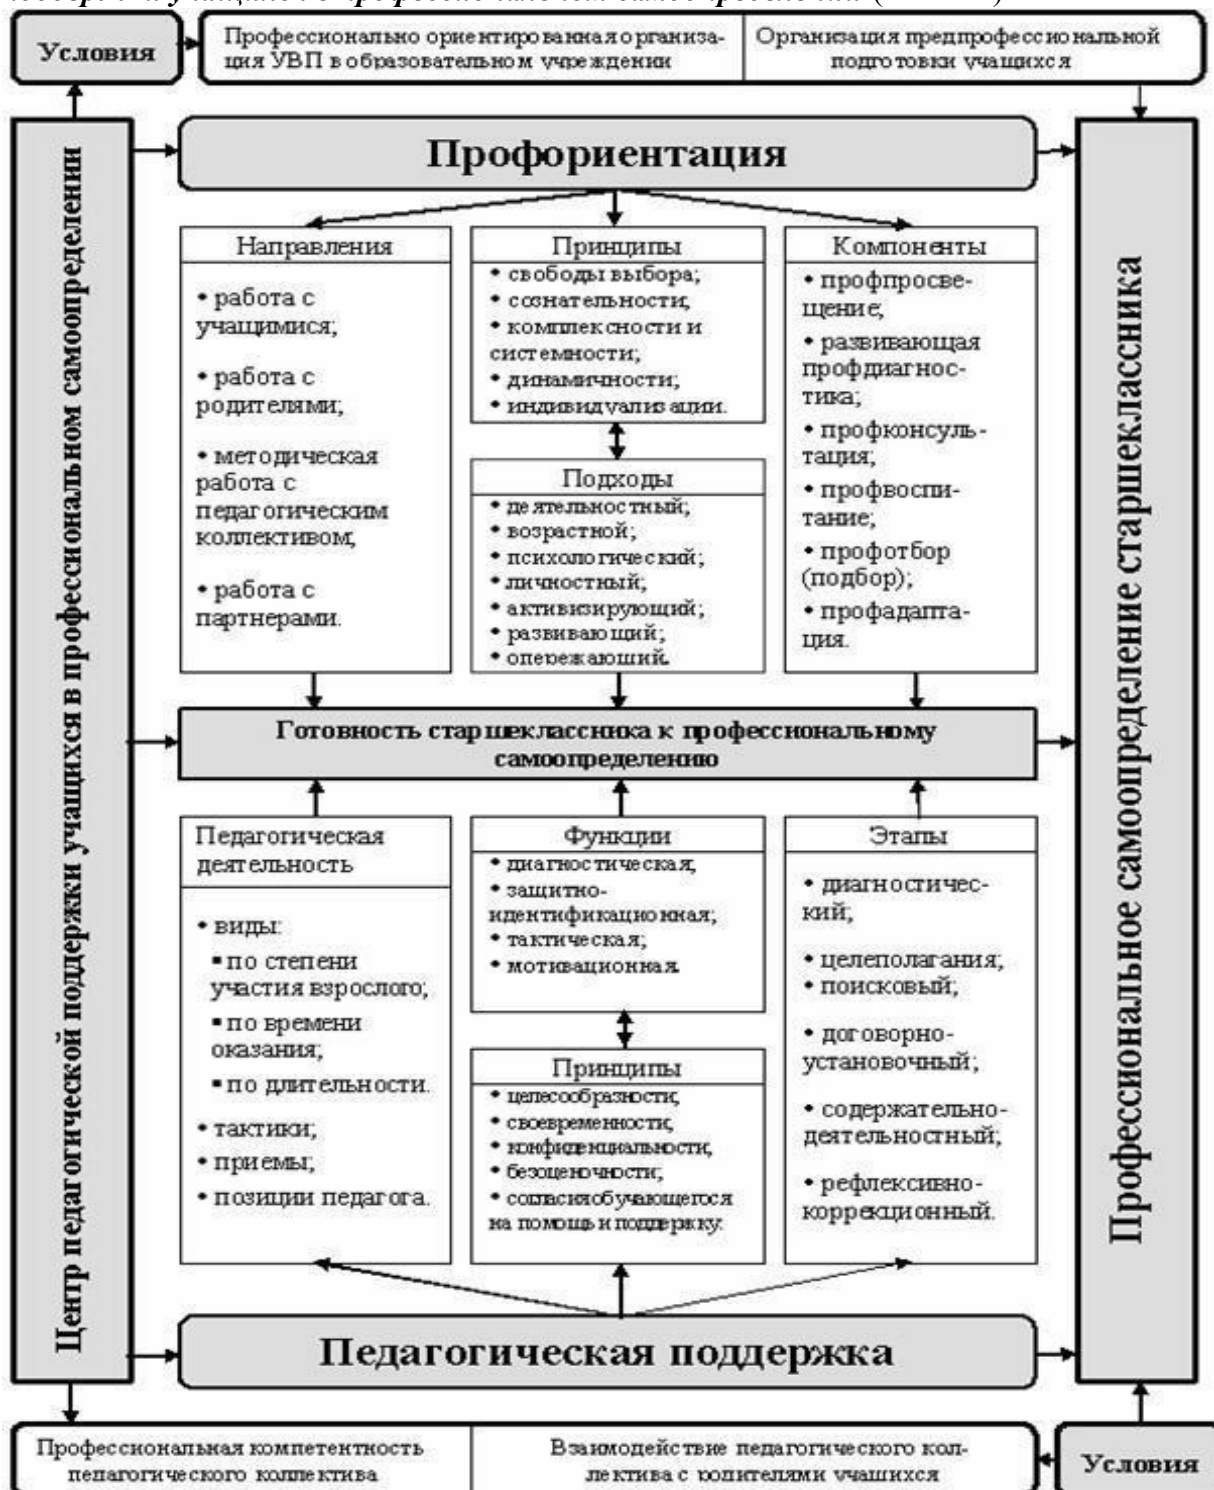 Условия
Профессионально ориентированная организа-
ция УВП в образовательном учреждении
Организация предпрофессиональной
подготовки учащихся
Центр педагогической поддержки учащихся в профессиональном самоопределении
Профориентация
Направления
• работа с
учащимися;
• работа с
родителями;
• методическая
работа с
педагогическим
коллективом;
• работа с
партнерами.
Принципы
• свободы выбора;
• сознательности;
• комплексности и
системности;
• динамичности;
• индивидуализации.
Подходы
• деятельностный;
• возрастной;
• психологический;
• личностный;
• активизирующий;
• развивающий;
• опережающий.
Компоненты
• профпросве-
щение;
• развивающая
профдиагнос-
тика;
• профконсуль-
тация;
• профвоспи-
тание;
• профотбор
(подбор);
• профадапта-
ция.
Готовность старшеклассника к профессиональному
самоопределению
Педагогическая
деятельность
• виды:
▪ по степени
участия взрослого;
▪ по времени
оказания;
▪ по длительности.
• тактики;
• приемы;
• позиции педагога.
Функции
• диагностическая;
• защитно-
идентификационная;
• тактическая;
• мотивационная.
Принципы
• целесообразности;
• своевременности;
• конфиденциальности;
• безоценочности;
• согласия обучающегося
на помощь и поддержку.
Этапы
• диагностичес-
кий;
• целеполагания;
• поисковый;
• договорно-
установочный;
• содержательно-
деятельностный;
• рефлексивно-
коррекционный.
Педагогическая поддержка
Профессиональное самоопределение старшеклассника
Профессиональная компетентность
педагогического коллектива
Взаимодействие педагогического кол-
лектива с родителями учащихся
Условия